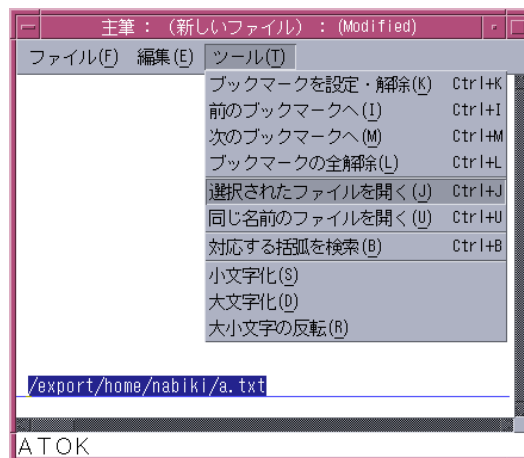 主筆：（新しいファイル）：(Modified)
ファイル(F) 編集(E) ツール(T)
ブックマークを設定・解除(K) Ctrl+K
前のブックマークへ(I) Ctrl+I
次のブックマークへ(M) Ctrl+M
ブックマークの全解除(L) Ctrl+L
選択されたファイルを開く(J) Ctrl+J
同じ名前のファイルを開く(U) Ctrl+U
対応する括弧を検索(B) Ctrl+B
小文字化(S)
大文字化(D)
大小文字の反転(R)
/export/home/nabiki/a.txt
ＡＴＯＫ